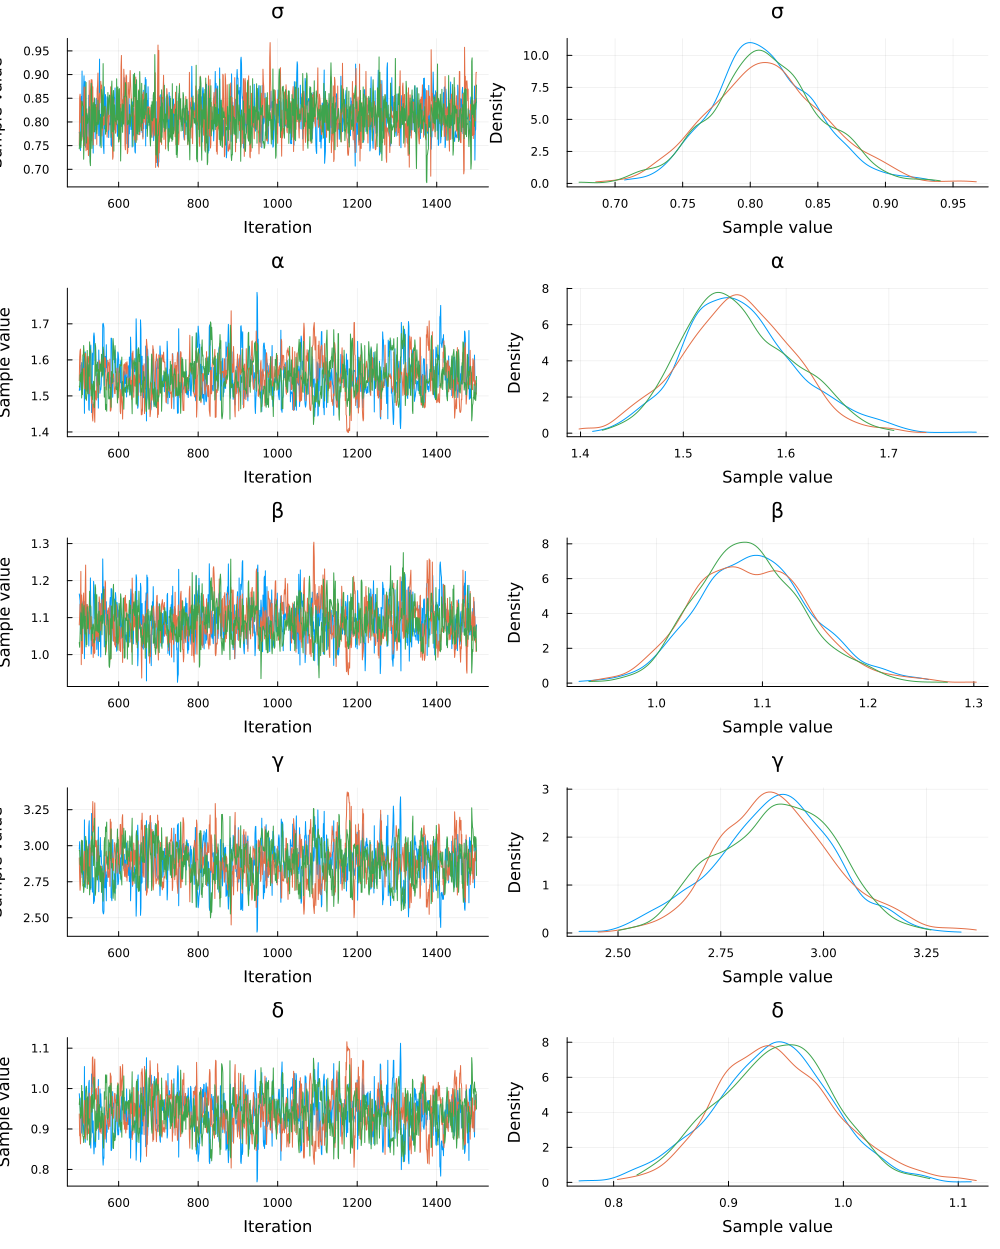 σ σ
0.95
0.90
0.85
0.80
0.75
0.70
Sample value
600 800 1000 1200 1400
Iteration
10.0
7.5
5.0
2.5
0.0
Density
0.70 0.75 0.80 0.85 0.90 0.95
Sample value
α α
1.7
1.6
1.5
1.4
Sample value
600 800 1000 1200 1400
Iteration
8
6
4
2
0
Density
1.4 1.5 1.6 1.7
Sample value
β β
1.3
1.2
1.1
1.0
Sample value
600 800 1000 1200 1400
Iteration
8
6
4
2
0
Density
1.0 1.1 1.2 1.3
Sample value
γ γ
3.25
3.00
2.75
2.50
Sample value
600 800 1000 1200 1400
Iteration
3
2
1
0
Density
2.50 2.75 3.00 3.25
Sample value
δ δ
1.1
1.0
0.9
0.8
Sample value
600 800 1000 1200 1400
Iteration
8
6
4
2
0
Density
0.8 0.9 1.0 1.1
Sample value